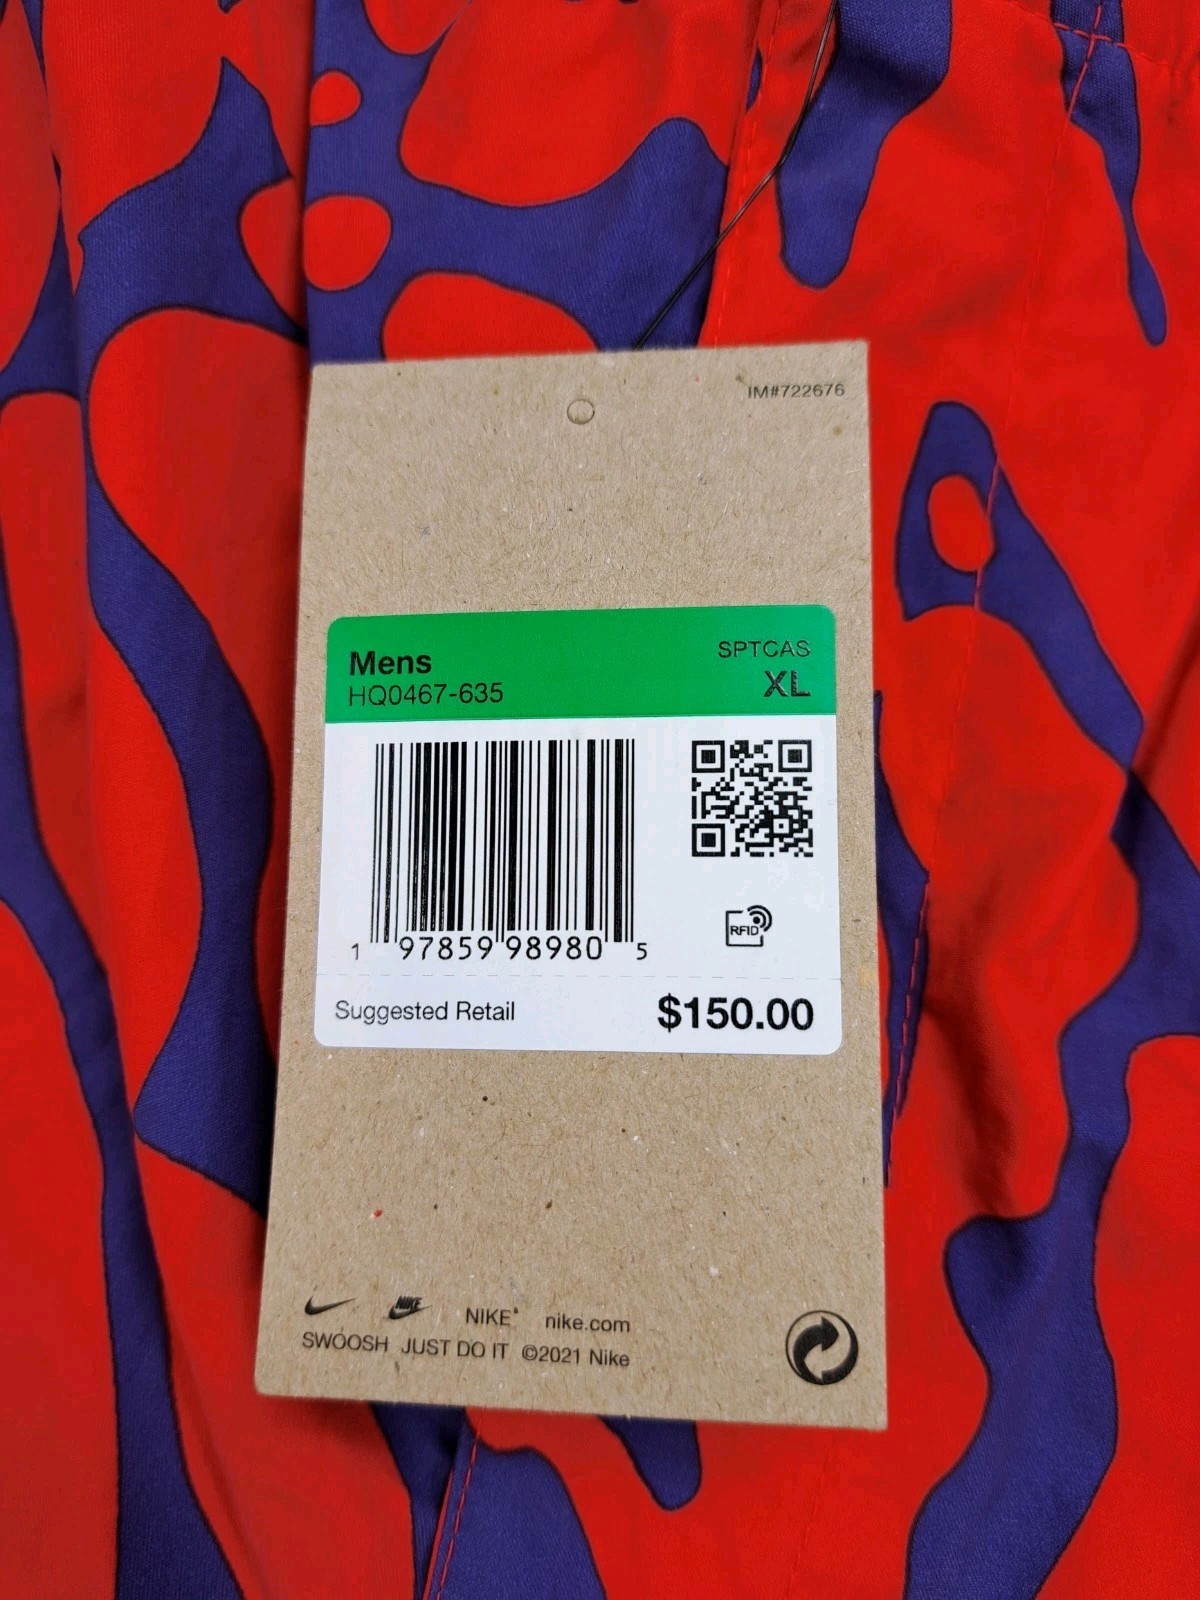 IM#722676
Mens SPTCAS
HQ0467-635 XL
1 97859 98980 5
RFID
Suggested Retail $150.00
NIKE NIKE nike.com
SWOOSH JUST DO IT ©2021 Nike